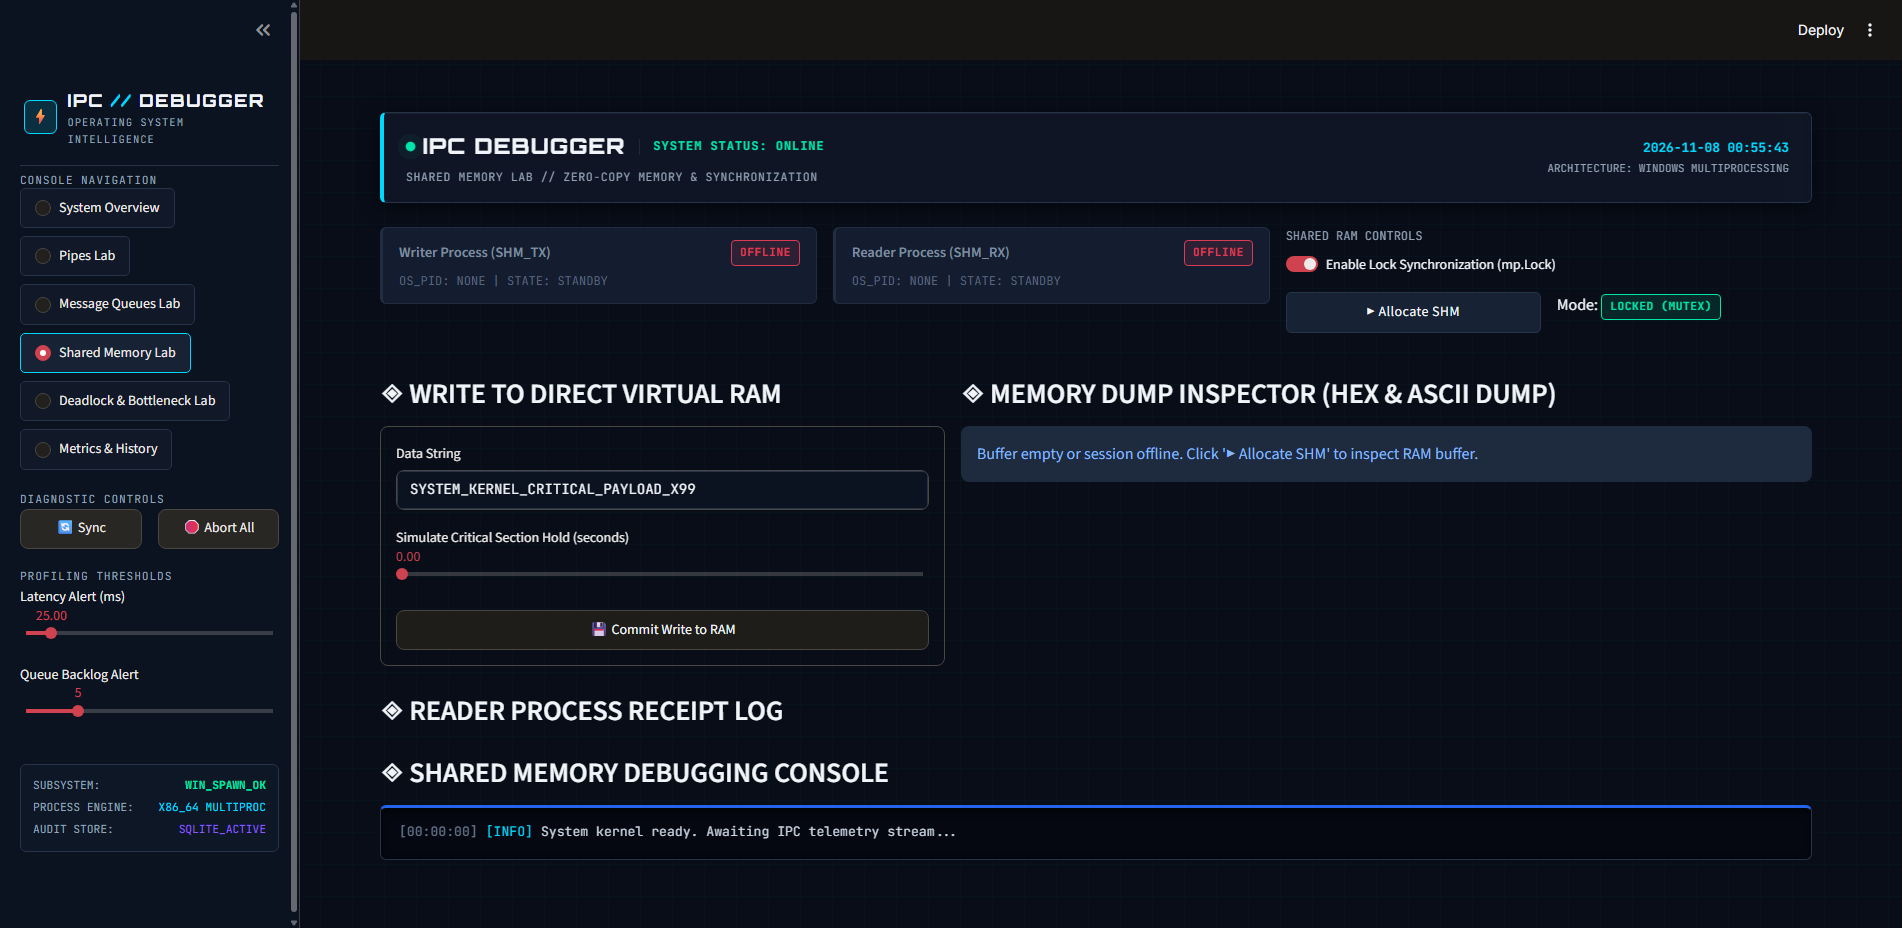 Deploy
IPC // DEBUGGER
OPERATING SYSTEM
INTELLIGENCE
CONSOLE NAVIGATION
System Overview
Pipes Lab
Message Queues Lab
Shared Memory Lab
Deadlock & Bottleneck Lab
Metrics & History
DIAGNOSTIC CONTROLS
Sync
Abort All
PROFILING THRESHOLDS
Latency Alert (ms)
25.00
Queue Backlog Alert
5
SUBSYSTEM: WIN_SPAWN_OK
PROCESS ENGINE: X86_64 MULTIPROC
AUDIT STORE: SQLITE_ACTIVE
IPC DEBUGGER
SYSTEM STATUS: ONLINE
SHARED MEMORY LAB // ZERO-COPY MEMORY & SYNCHRONIZATION
2026-11-08 00:55:43
ARCHITECTURE: WINDOWS MULTIPROCESSING
Writer Process (SHM_TX)
OFFLINE
OS_PID: NONE | STATE: STANDBY
Reader Process (SHM_RX)
OFFLINE
OS_PID: NONE | STATE: STANDBY
SHARED RAM CONTROLS
Enable Lock Synchronization (mp.Lock)
▶ Allocate SHM
Mode: LOCKED (MUTEX)
◈ WRITE TO DIRECT VIRTUAL RAM
Data String
SYSTEM_KERNEL_CRITICAL_PAYLOAD_X99
Simulate Critical Section Hold (seconds)
0.00
Commit Write to RAM
◈ MEMORY DUMP INSPECTOR (HEX & ASCII DUMP)
Buffer empty or session offline. Click '▶ Allocate SHM' to inspect RAM buffer.
◈ READER PROCESS RECEIPT LOG
◈ SHARED MEMORY DEBUGGING CONSOLE
[00:00:00] [INFO] System kernel ready. Awaiting IPC telemetry stream...